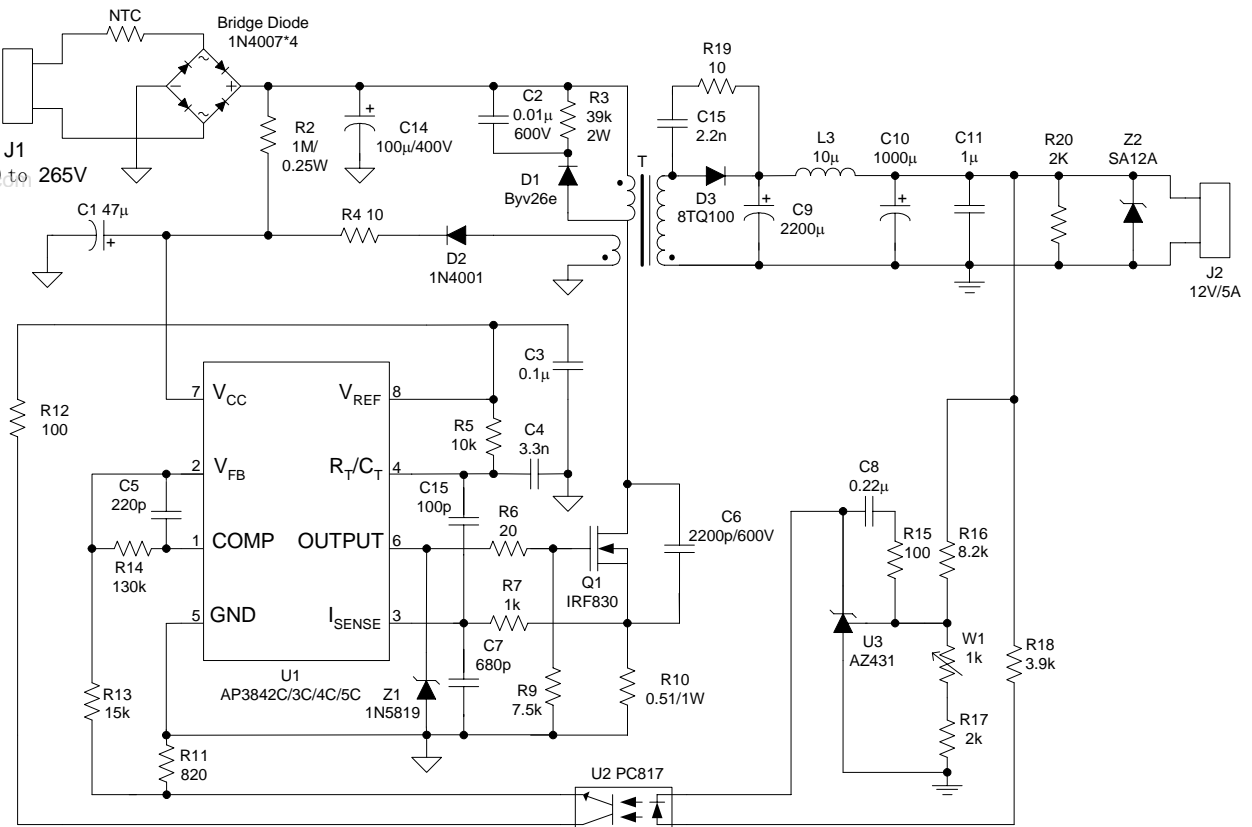 NTC
Bridge Diode
1N4007*4
J1
to 265V
com
R2
1M/
0.25W
C14
100μ/400V
C2
0.01μ
600V
R3
39k
2W
D1
Byv26e
T
R19
10
C15
2.2n
D3
8TQ100
C9
2200μ
L3
10μ
C10
1000μ
C11
1μ
R20
2K
Z2
SA12A
J2
12V/5A
C1 47μ
+
R4 10
D2
1N4001
R12
100
C3
0.1μ
7 VCC
VREF 8
R5
10k
C4
3.3n
2 VFB
RT/CT 4
C5
220p
C15
100p
1 COMP
OUTPUT 6
R14
130k
R6
20
Q1
IRF830
C6
2200p/600V
R7
1k
5 GND
ISENSE 3
U1
AP3842C/3C/4C/5C
C7
680p
Z1
1N5819
R9
7.5k
R10
0.51/1W
R13
15k
R11
820
U2 PC817
C8
0.22μ
R15
100
R16
8.2k
U3
AZ431
W1
1k
R18
3.9k
R17
2k